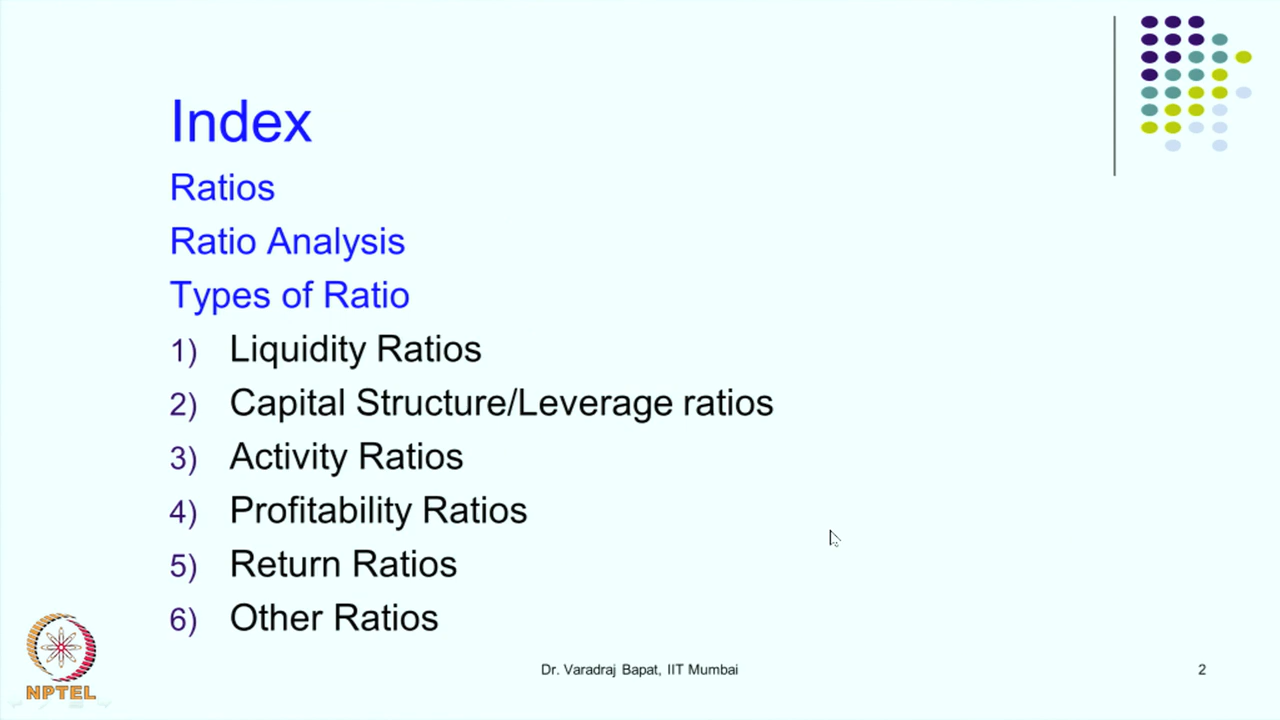 Index
Ratios
Ratio Analysis
Types of Ratio
1) Liquidity Ratios
2) Capital Structure/Leverage ratios
3) Activity Ratios
4) Profitability Ratios
5) Return Ratios
6) Other Ratios
NPTEL
Dr. Varadraj Bapat, IIT Mumbai
2